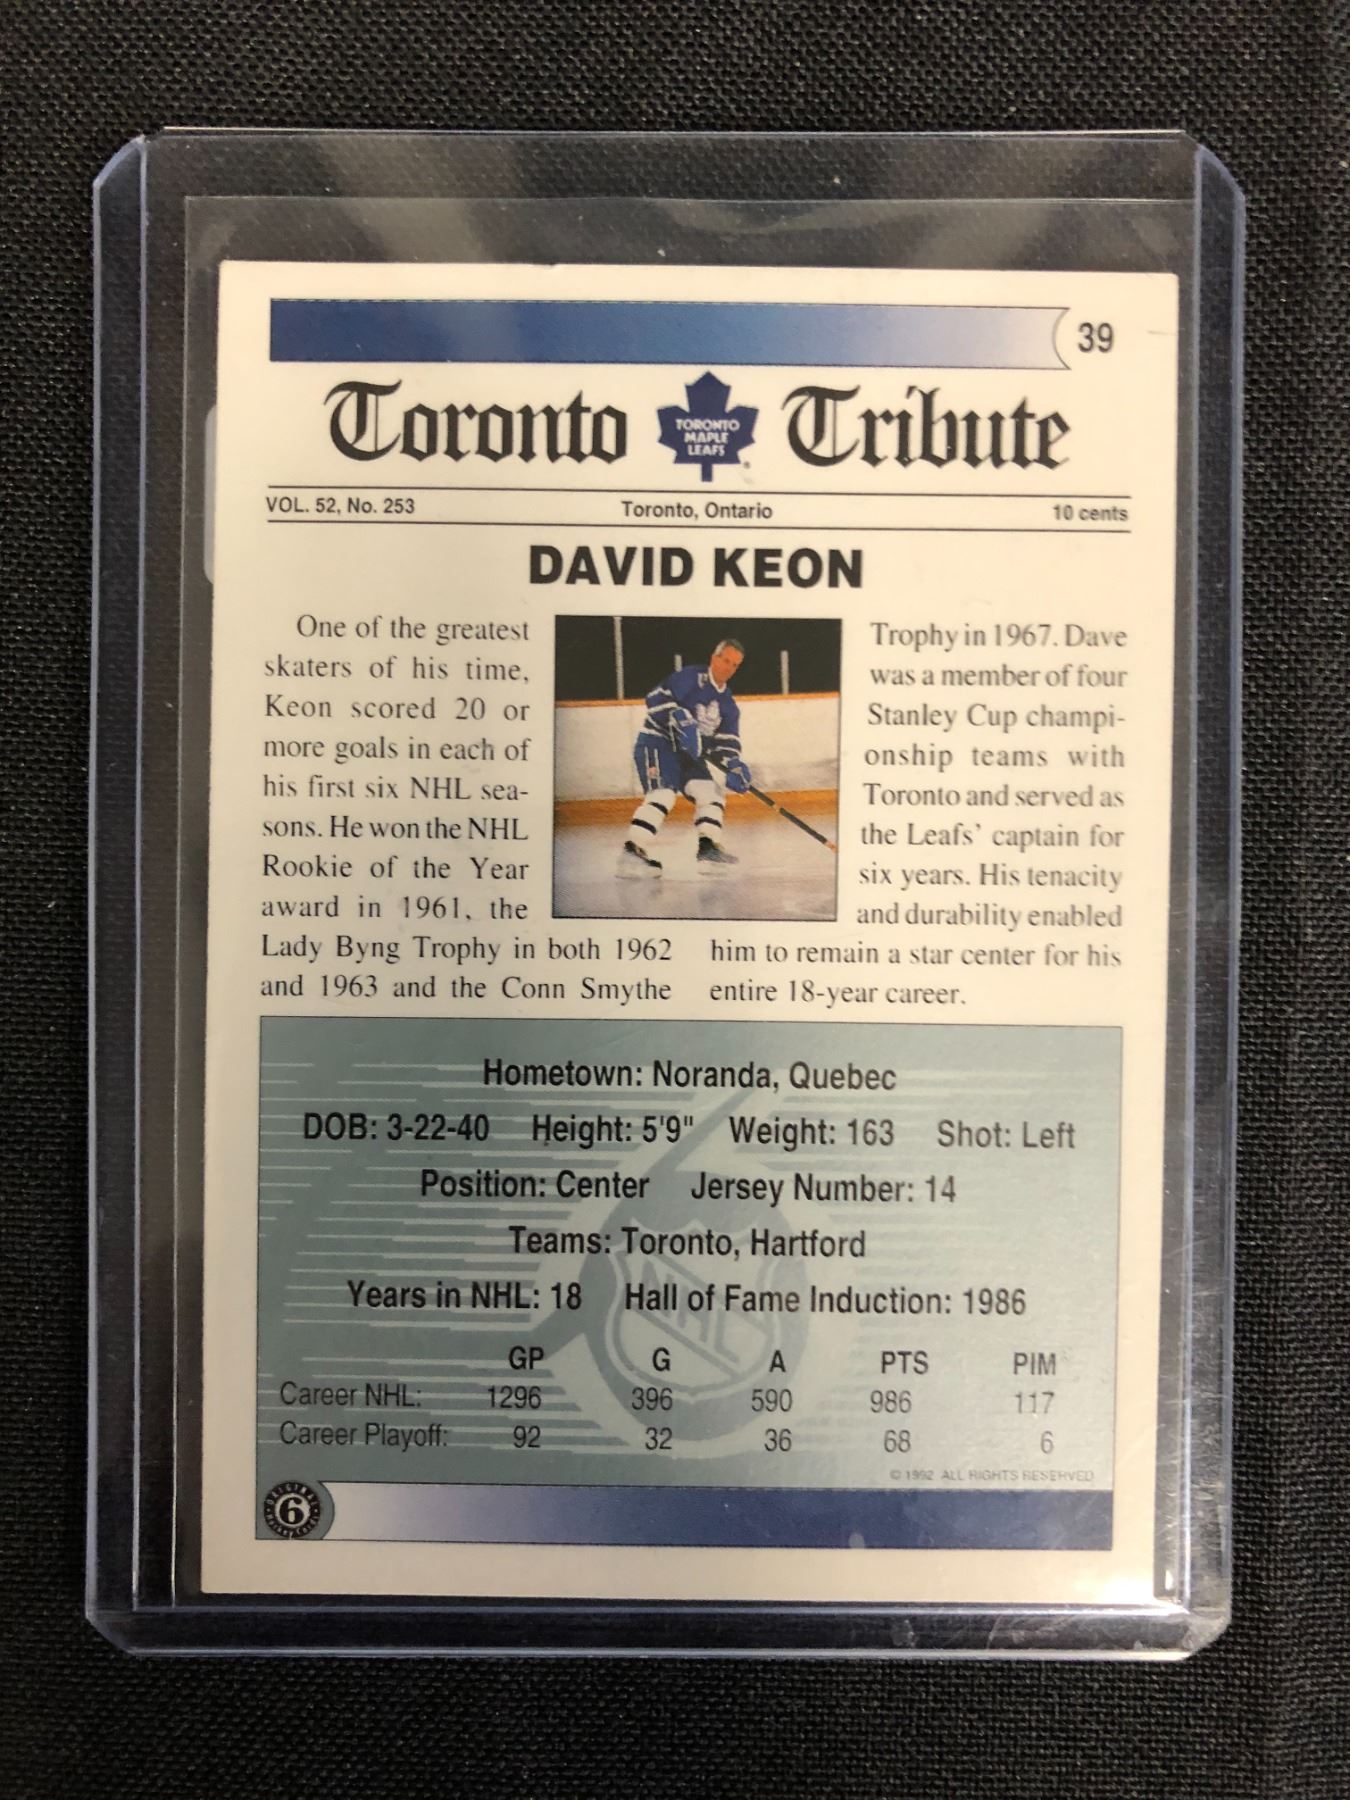 39
Toronto Tribute
TORONTO
MAPLE
LEAFS
VOL. 52, No. 253 Toronto, Ontario 10 cents
DAVID KEON
One of the greatest
skaters of his time,
Keon scored 20 or
more goals in each of
his first six NHL sea-
sons. He won the NHL
Rookie of the Year
award in 1961, the
Lady Byng Trophy in both 1962
and 1963 and the Conn Smythe
Trophy in 1967. Dave
was a member of four
Stanley Cup champi-
onship teams with
Toronto and served as
the Leafs' captain for
six years. His tenacity
and durability enabled
him to remain a star center for his
entire 18-year career.
Hometown: Noranda, Quebec
DOB: 3-22-40 Height: 5'9" Weight: 163 Shot: Left
Position: Center Jersey Number: 14
Teams: Toronto, Hartford
Years in NHL: 18 Hall of Fame Induction: 1986
NHL
GP G A PTS PIM
Career NHL: 1296 396 590 986 117
Career Playoff: 92 32 36 68 6
© 1992 ALL RIGHTS RESERVED
ORIGINAL
6
Hockey Cards